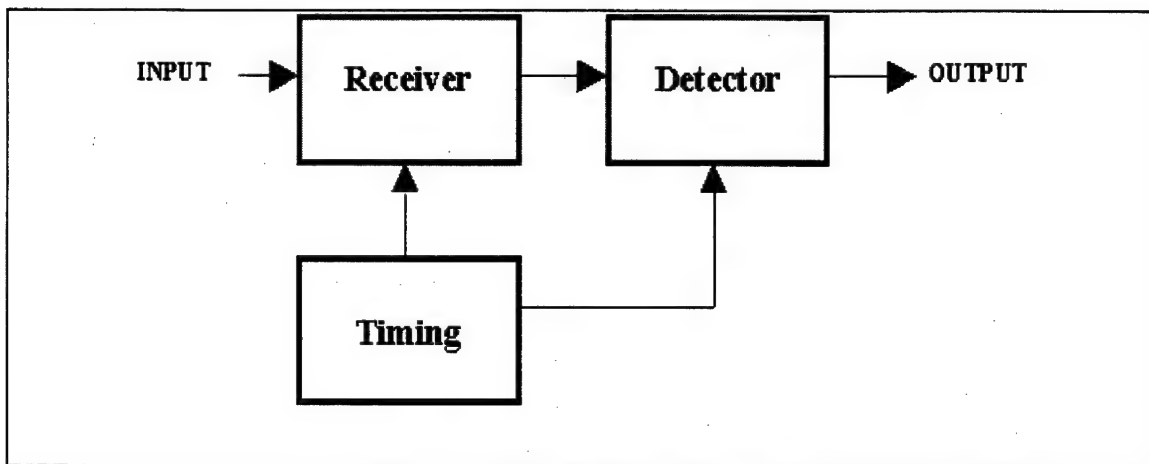 INPUT
Receiver
Detector
OUTPUT
Timing